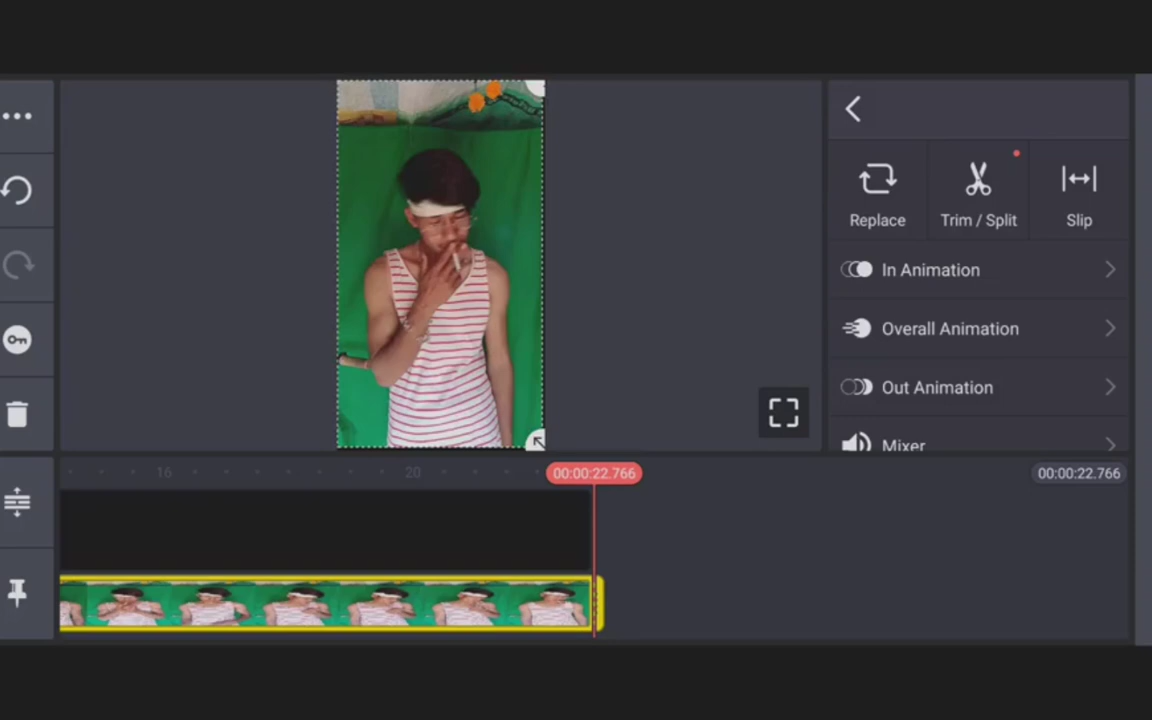 Replace
Trim / Split
Slip
In Animation
Overall Animation
Out Animation
Mixer
16
20
00:00:22.766
00:00:22.766